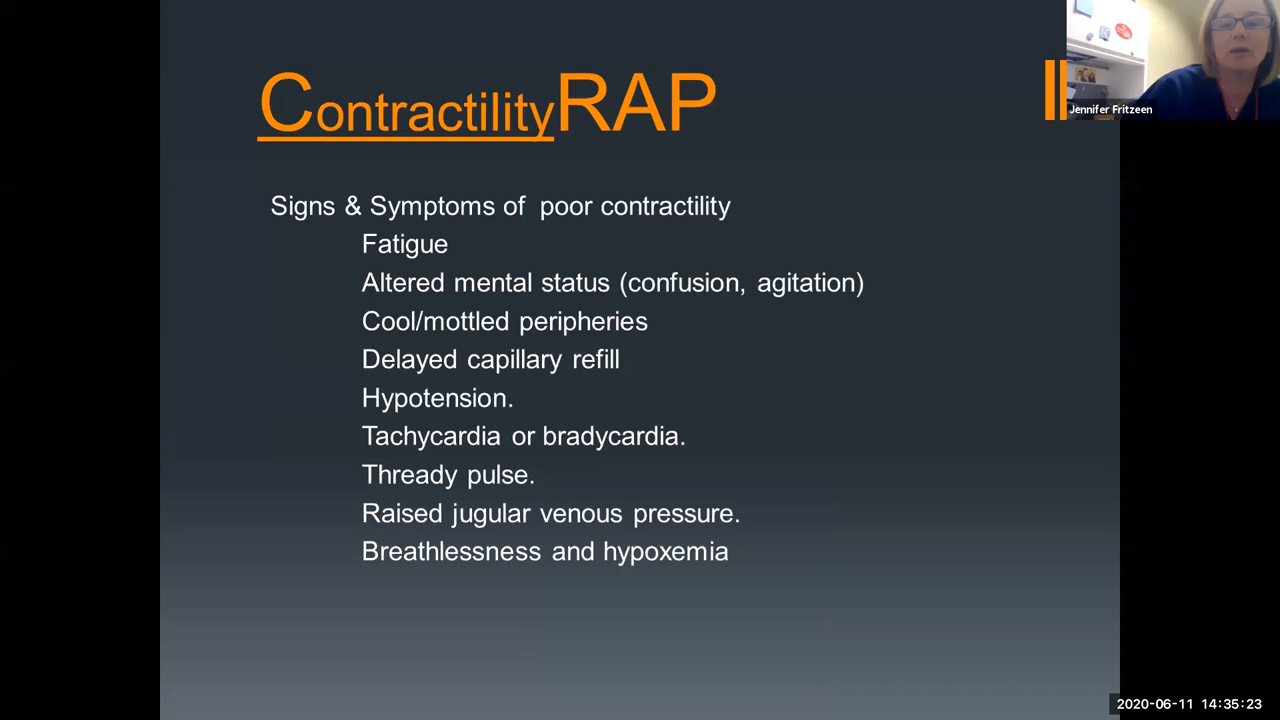 ContractilityRAP
Jennifer Fritzeen
Signs & Symptoms of poor contractility
Fatigue
Altered mental status (confusion, agitation)
Cool/mottled peripheries
Delayed capillary refill
Hypotension.
Tachycardia or bradycardia.
Thready pulse.
Raised jugular venous pressure.
Breathlessness and hypoxemia
2020-06-11 14:35:23